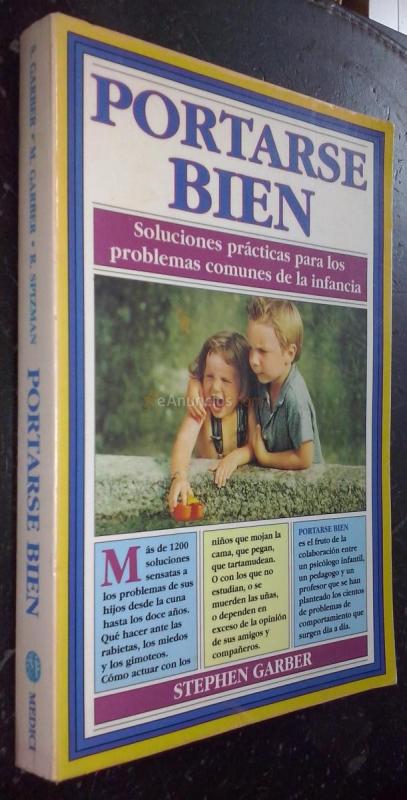 PORTARSE
BIEN
Soluciones prácticas para los
problemas comunes de la infancia
eAnuncios.com
Más de 1200
soluciones
sensatas a
los problemas de sus
hijos desde la cuna
hasta los doce años.
Qué hacer ante las
rabietas, los miedos
y los gimoteos.
Cómo actuar con los
niños que mojan la
cama, que pegan,
que tartamudean.
O con los que no
estudian, o se
muerden las uñas,
o dependen en
exceso de la opinión
de sus amigos y
compañeros.
PORTARSE BIEN
es el fruto de la
colaboración entre
un psicólogo infantil,
un pedagogo y un
profesor que se han
planteado los cientos
de problemas de
comportamiento que
surgen día a día.
STEPHEN GARBER
S. GARBER • M. GARBER • R. SPIZMAN
PORTARSE BIEN
MEDICI